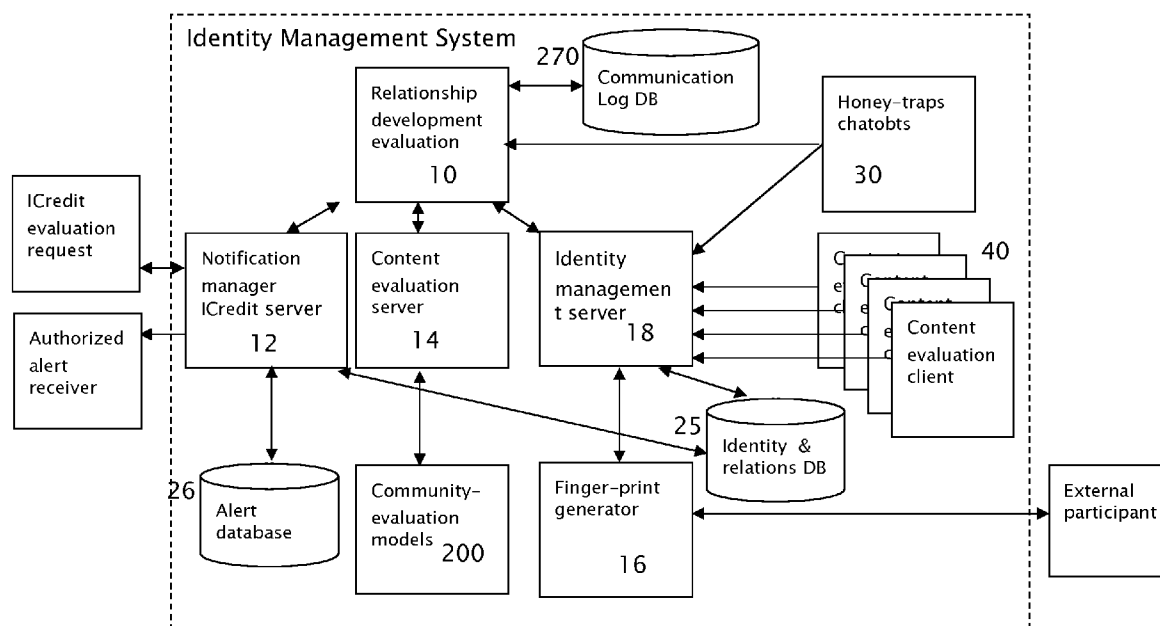 Identity Management System
270
Communication
Log DB
Relationship
development
evaluation
10
Honey-traps
chatobts
30
ICredit
evaluation
request
Notification
manager
ICredit server
12
Content
evaluation
server
14
Identity
managemen
t server
18
40
Content
evaluation
client
Authorized
alert
receiver
25
Identity &
relations DB
26
Alert
database
Community-
evaluation
models
200
Finger-print
generator
16
External
participant